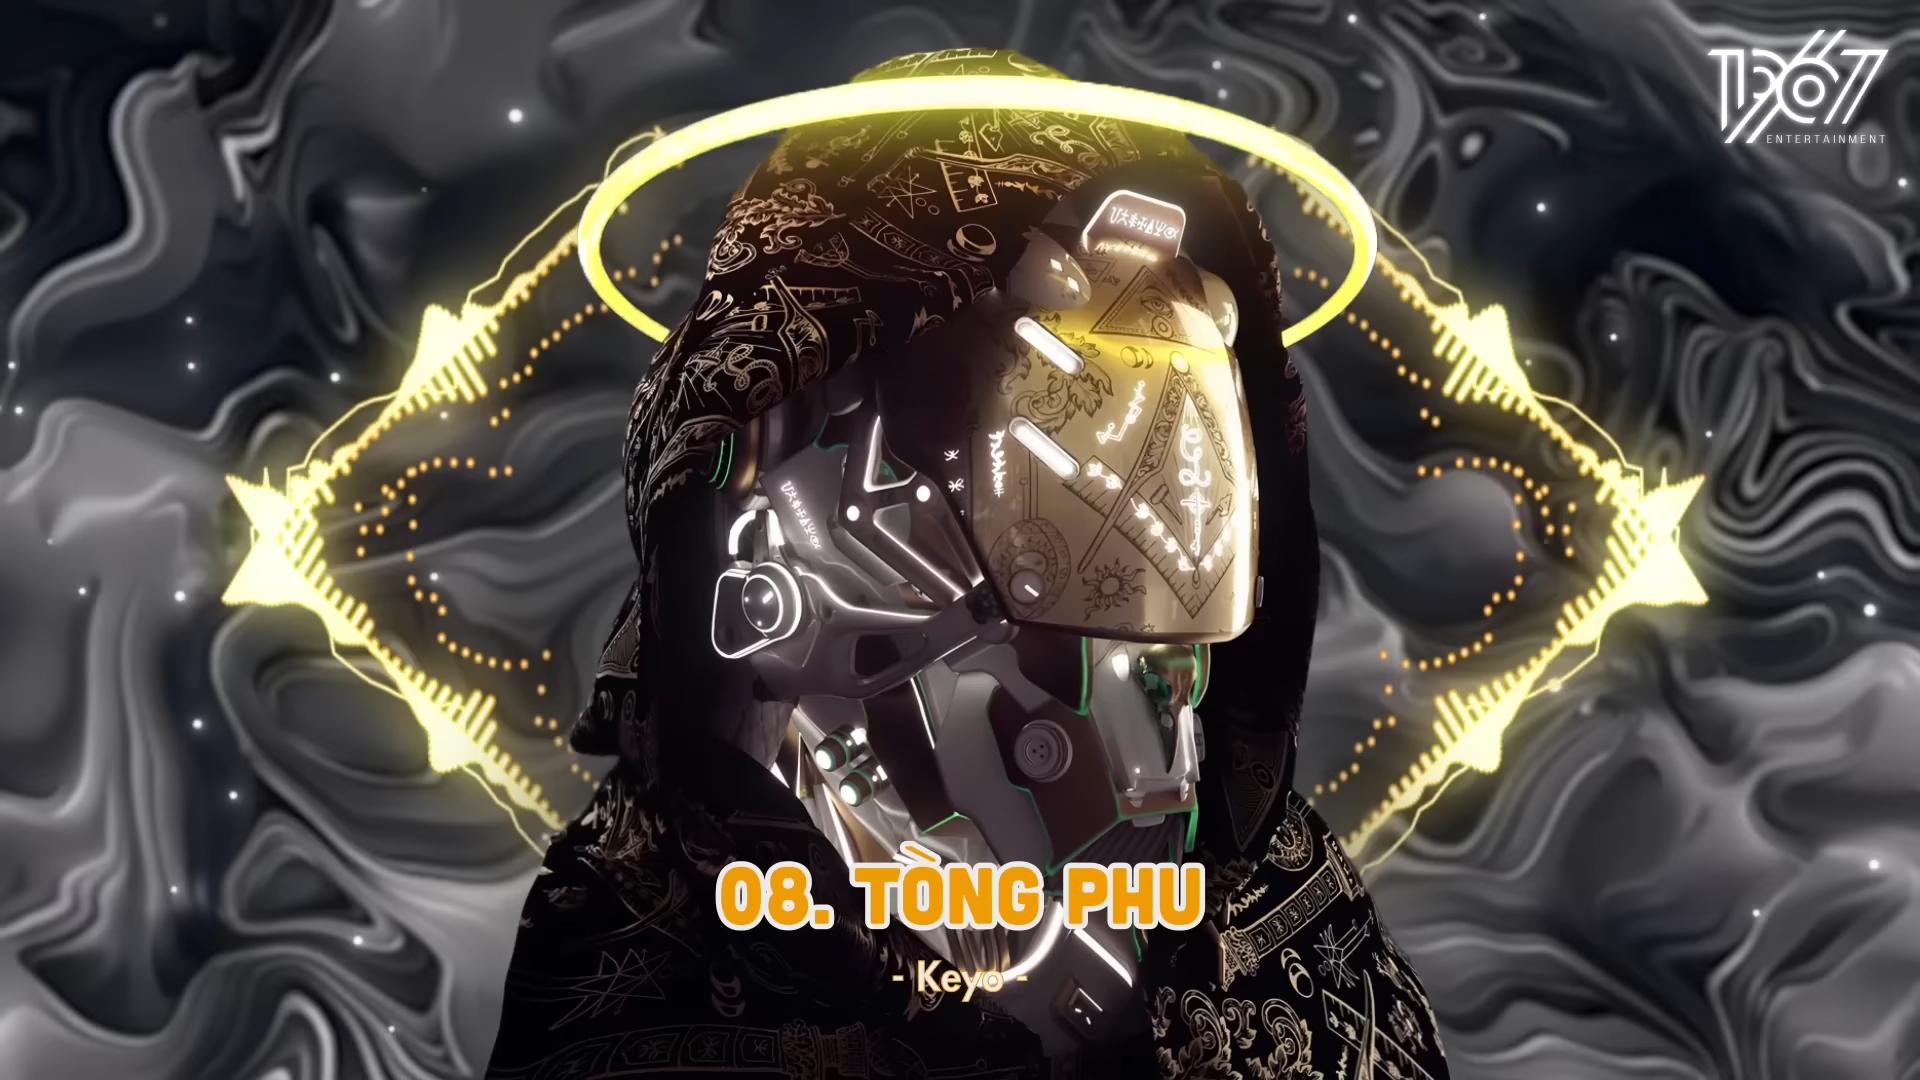 1967
ENTERTAINMENT
08. TÒNG PHU
- Keyo -